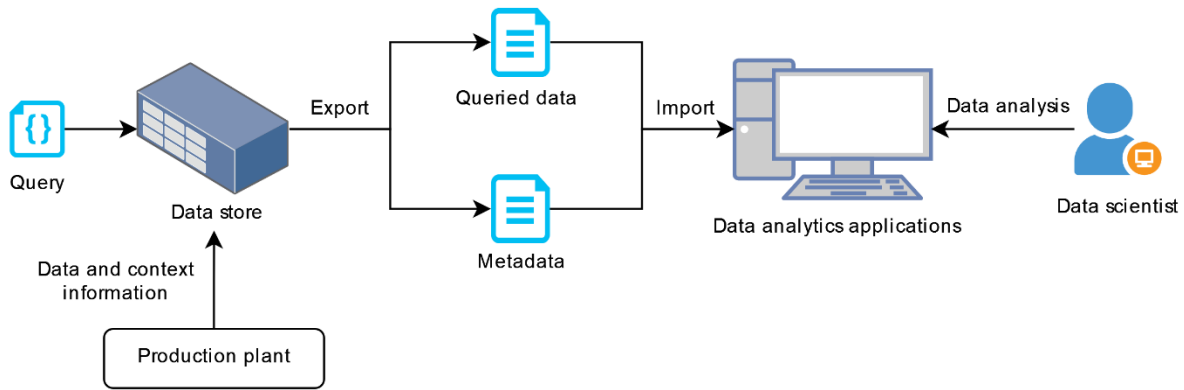 {}
Query
Data store
Data and context
information
Production plant
Export
Queried data
Metadata
Import
Data analytics applications
Data analysis
Data scientist